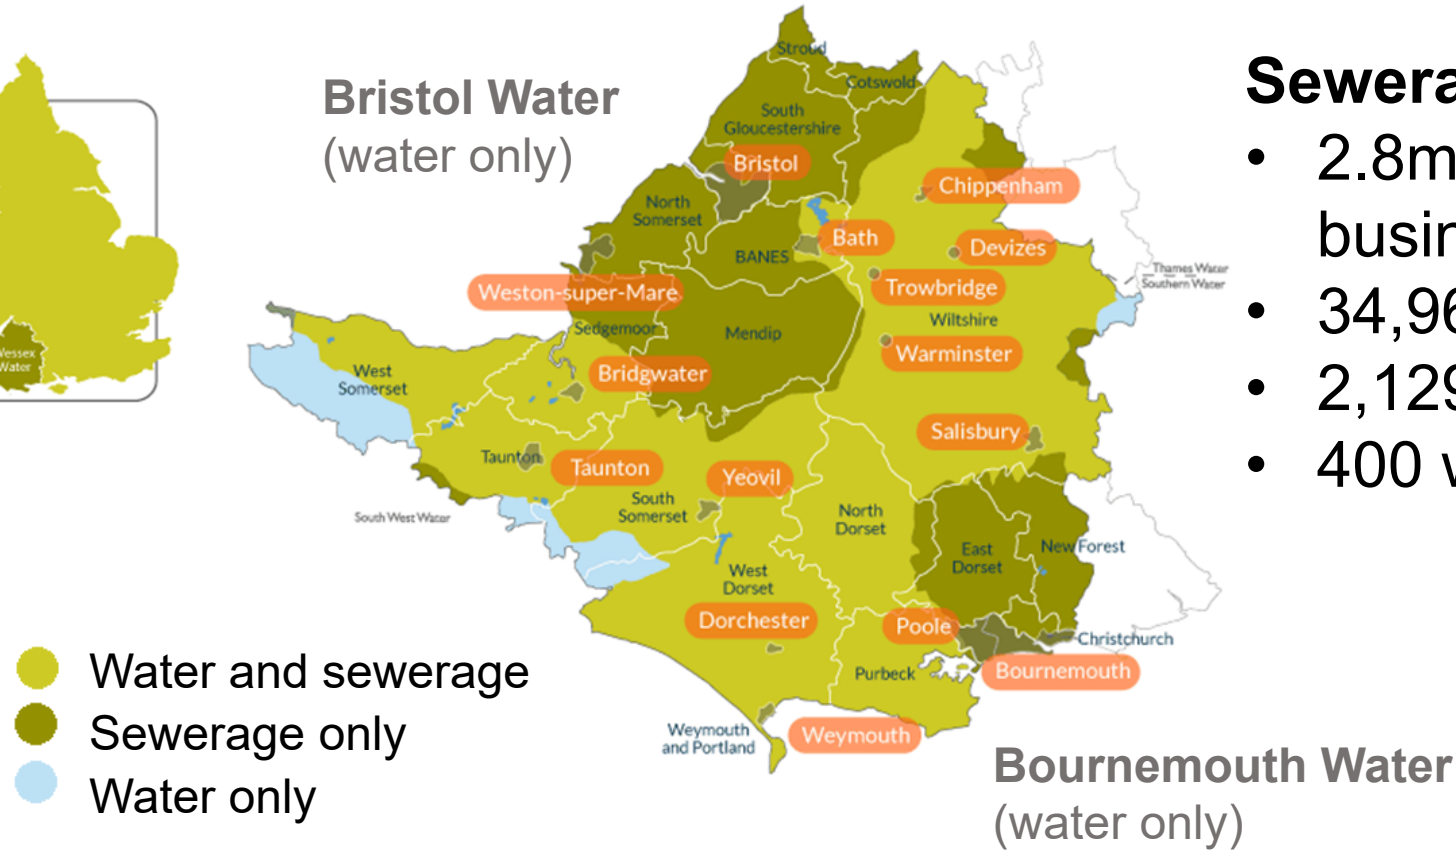 Bristol Water
(water only)
Sewera
• 2.8m
busin
• 34,96
• 2,129
• 400 w
Wessex
Water
Stroud
Cotswold
South
Gloucestershire
Bristol
Chippenham
North
Somerset
Bath
Devizes
BANES
Thames Water
Southern Water
Weston-super-Mare
Trowbridge
Wiltshire
Sedgemoor
Mendip
Warminster
West
Somerset
Bridgwater
Salisbury
Taunton
Taunton
Yeovil
South
Somerset
South West Water
North
Dorset
East
Dorset
New Forest
West
Dorset
Dorchester
Poole
Christchurch
Bournemouth
Purbeck
Weymouth
and Portland
Weymouth
Water and sewerage
Sewerage only
Water only
Bournemouth Water
(water only)